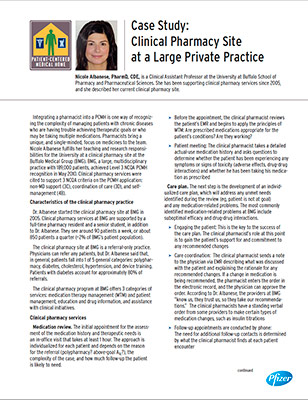 PATIENT-CENTERED
MEDICAL HOME
Case Study:
Clinical Pharmacy Site
at a Large Private Practice
Nicole Albanese, PharmD, CDE, is a Clinical Assistant Professor at the University at Buffalo School of
Pharmacy and Pharmaceutical Sciences. She has been supporting clinical pharmacy services since 2005,
and she described her current clinical pharmacy site.
Integrating a pharmacist into a PCMH is one way of recogniz-
ing the complexity of managing patients with chronic diseases
who are having trouble achieving therapeutic goals or who
may be taking multiple medications. Pharmacists bring a
unique, and single-minded, focus on medicines to the team.
Nicole Albanese fulfills her teaching and research responsibil-
ities for the University at a clinical pharmacy site at the
Buffalo Medical Group (BMG). BMG, a large, multidisciplinary
practice with 189,000 patients, achieved Level 3 NCQA PCMH
recognition in May 2010. Clinical pharmacy services were
cited to support 3 NCQA criteria on the PCMH application:
non-MD support (3C), coordination of care (3D), and self-
management (4B).
Characteristics of the clinical pharmacy practice
Dr. Albanese started the clinical pharmacy site at BMG in
2005. Clinical pharmacy services at BMG are supported by a
full-time pharmacy resident and a senior student, in addition
to Dr. Albanese. They see around 90 patients a week, or about
850 patients a quarter (<2% of BMG's patient population).
The clinical pharmacy site at BMG is a referral-only practice.
Physicians can refer any patients, but Dr. Albanese said that,
in general, patients fall into 1 of 5 general categories: polyphar-
macy, diabetes, cholesterol, hypertension, and device training.
Patients with diabetes account for approximately 80% of
referrals.
The clinical pharmacy program at BMG offers 3 categories of
services: medication therapy management (MTM) and patient
management, education and drug information, and assistance
with clinical initiatives.
Clinical pharmacy services
Medication review. The initial appointment for the assess-
ment of the medication history and therapeutic needs is
an in-office visit that takes at least 1 hour. The approach is
individualized for each patient and depends on the reason
for the referral (polypharmacy? above-goal A1C?), the
complexity of the case, and how much follow-up the patient
is likely to need.
• Before the appointment, the clinical pharmacist reviews
the patient's EMR and begins to apply the principles of
MTM: Are prescribed medications appropriate for the
patient's conditions? Are they working?
• Patient meeting: The clinical pharmacist takes a detailed
actual-use medication history and asks questions to
determine whether the patient has been experiencing any
symptoms or signs of toxicity (adverse effects, drug-drug
interactions) and whether he has been taking his medica-
tion as prescribed
Care plan. The next step is the development of an individ-
ualized care plan, which will address any unmet needs
identified during the review (eg, patient is not at goal)
and any medication-related problems. The most commonly
identified medication-related problems at BMG include
suboptimal efficacy and drug-drug interactions.
• Engaging the patient: This is the key to the success of
the care plan. The clinical pharmacist's role at this point
is to gain the patient's support for and commitment to
any recommended changes
• Care coordination: The clinical pharmacist sends a note
to the physician via EMR describing what was discussed
with the patient and explaining the rationale for any
recommended changes. If a change in medication is
being recommended, the pharmacist enters the order in
the electronic record, and the physician can approve the
order. According to Dr. Albanese, the providers at BMG
"know us, they trust us, so they take our recommenda-
tions." The clinical pharmacists have a standing verbal
order from some providers to make certain types of
medication changes, such as insulin titrations
• Follow-up appointments are conducted by phone:
The need for additional follow-up contacts is determined
by what the clinical pharmacist finds at each patient
encounter
continued
Pfizer